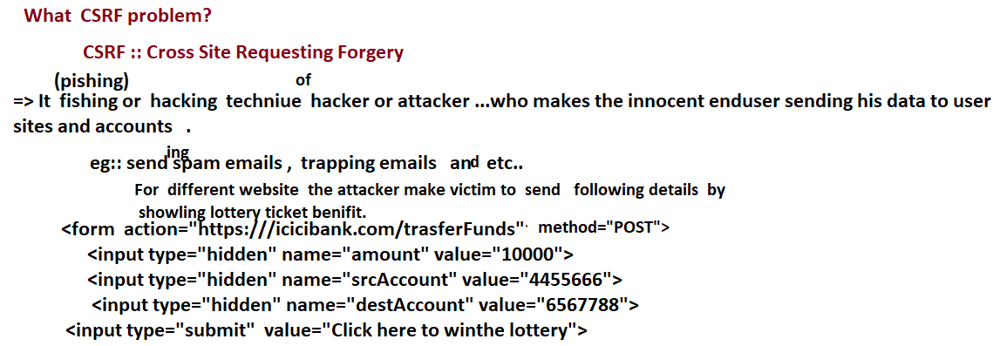 What CSRF problem?
CSRF :: Cross Site Requesting Forgery
(pishing) of
=> It fishing or hacking techniue hacker or attacker ...who makes the innocent enduser sending his data to user
sites and accounts .
ing
eg:: send spam emails , trapping emails and etc..
For different website the attacker make victim to send following details by
showling lottery ticket benifit.
<form action="https:///icicibank.com/trasferFunds" method="POST">
<input type="hidden" name="amount" value="10000">
<input type="hidden" name="srcAccount" value="4455666">
<input type="hidden" name="destAccount" value="6567788">
<input type="submit" value="Click here to winthe lottery">